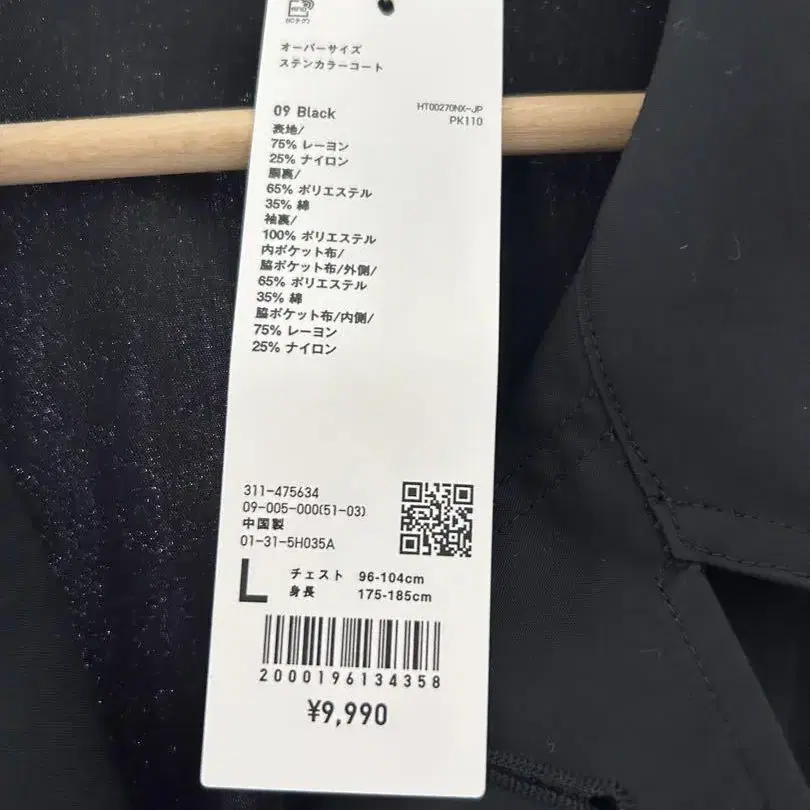 RFID
(ICタグ)
オーバーサイズ
ステンカラーコート
09 Black
HT00270NX-JP
PK110
表地/
75% レーヨン
25% ナイロン
胴裏/
65% ポリエステル
35% 綿
袖裏/
100% ポリエステル
内ポケット布/
脇ポケット布/外側/
65% ポリエステル
35% 綿
脇ポケット布/内側/
75% レーヨン
25% ナイロン
311-475634
09-005-000(51-03)
中国製
01-31-5H035A
L
チェスト 96-104cm
身長 175-185cm
2000196134358
¥9,990